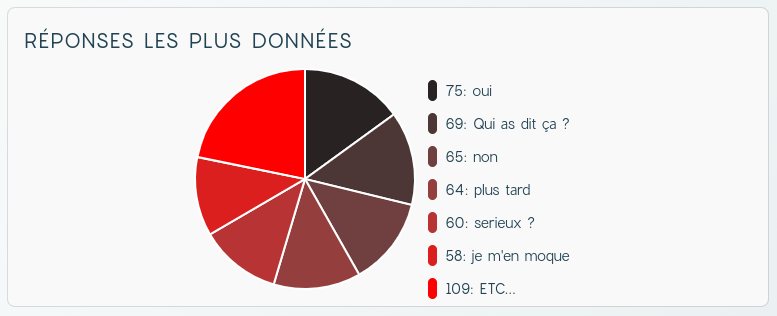 RÉPONSES LES PLUS DONNÉES
75: oui
69: Qui as dit ça ?
65: non
64: plus tard
60: serieux ?
58: je m'en moque
109: ETC...